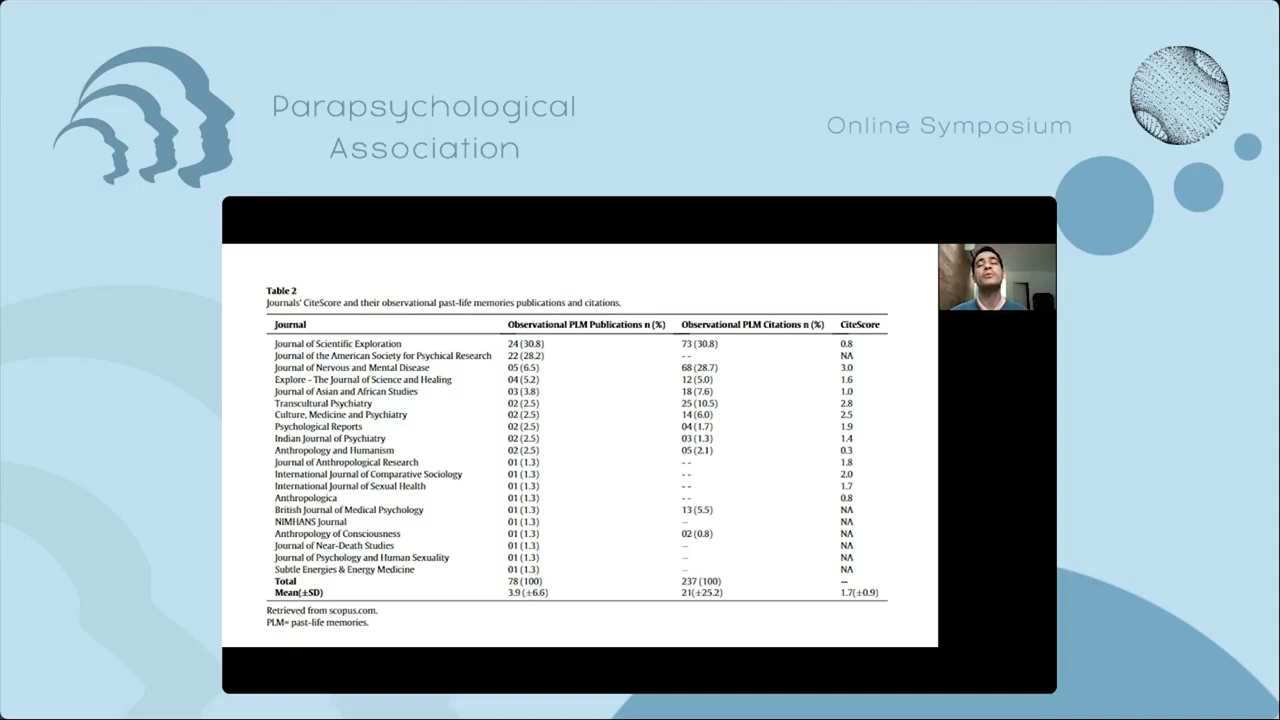 Parapsychological
Association
Online Symposium
Table 2
Journals' CiteScore and their observational past-life memories publications and citations.
Journal Observational PLM Publications n (%) Observational PLM Citations n (%) CiteScore
Journal of Scientific Exploration 24 (30.8) 73 (30.8) 0.8
Journal of the American Society for Psychical Research 22 (28.2) - - NA
Journal of Nervous and Mental Disease 05 (6.5) 68 (28.7) 3.0
Explore - The Journal of Science and Healing 04 (5.2) 12 (5.0) 1.6
Journal of Asian and African Studies 03 (3.8) 18 (7.6) 1.0
Transcultural Psychiatry 02 (2.5) 25 (10.5) 2.8
Culture, Medicine and Psychiatry 02 (2.5) 14 (6.0) 2.5
Psychological Reports 02 (2.5) 04 (1.7) 1.9
Indian Journal of Psychiatry 02 (2.5) 03 (1.3) 1.4
Anthropology and Humanism 02 (2.5) 05 (2.1) 0.3
Journal of Anthropological Research 01 (1.3) - - 1.8
International Journal of Comparative Sociology 01 (1.3) - - 2.0
International Journal of Sexual Health 01 (1.3) - - 1.7
Anthropologica 01 (1.3) - - 0.8
British Journal of Medical Psychology 01 (1.3) 13 (5.5) NA
NIMHANS Journal 01 (1.3) – NA
Anthropology of Consciousness 01 (1.3) 02 (0.8) NA
Journal of Near-Death Studies 01 (1.3) – NA
Journal of Psychology and Human Sexuality 01 (1.3) – NA
Subtle Energies & Energy Medicine 01 (1.3) – NA
Total 78 (100) 237 (100) —
Mean(±SD) 3.9 (±6.6) 21(±25.2) 1.7(±0.9)
Retrieved from scopus.com.
PLM= past-life memories.